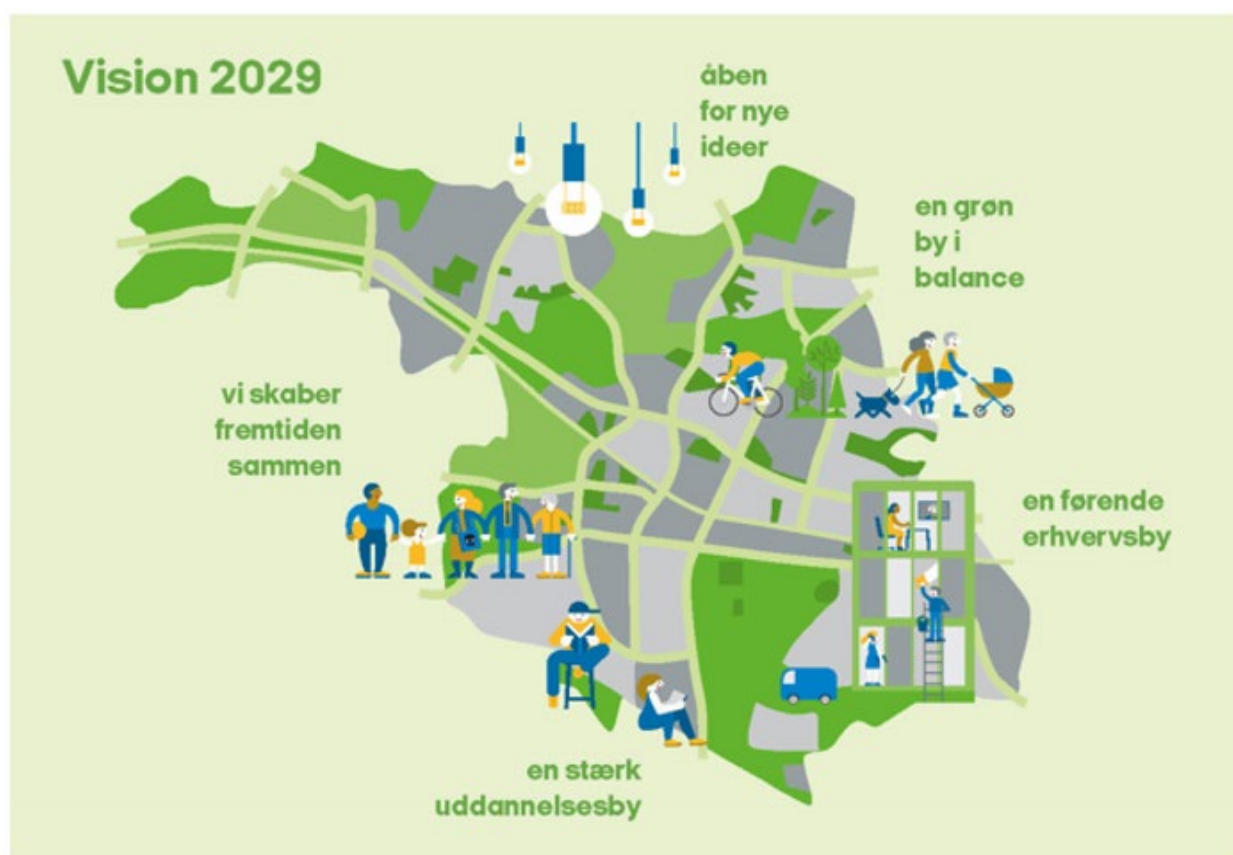 Vision 2029
åben
for nye
ideer
en grøn
by i
balance
vi skaber
fremtiden
sammen
en førende
erhvervsby
en stærk
uddannelsesby